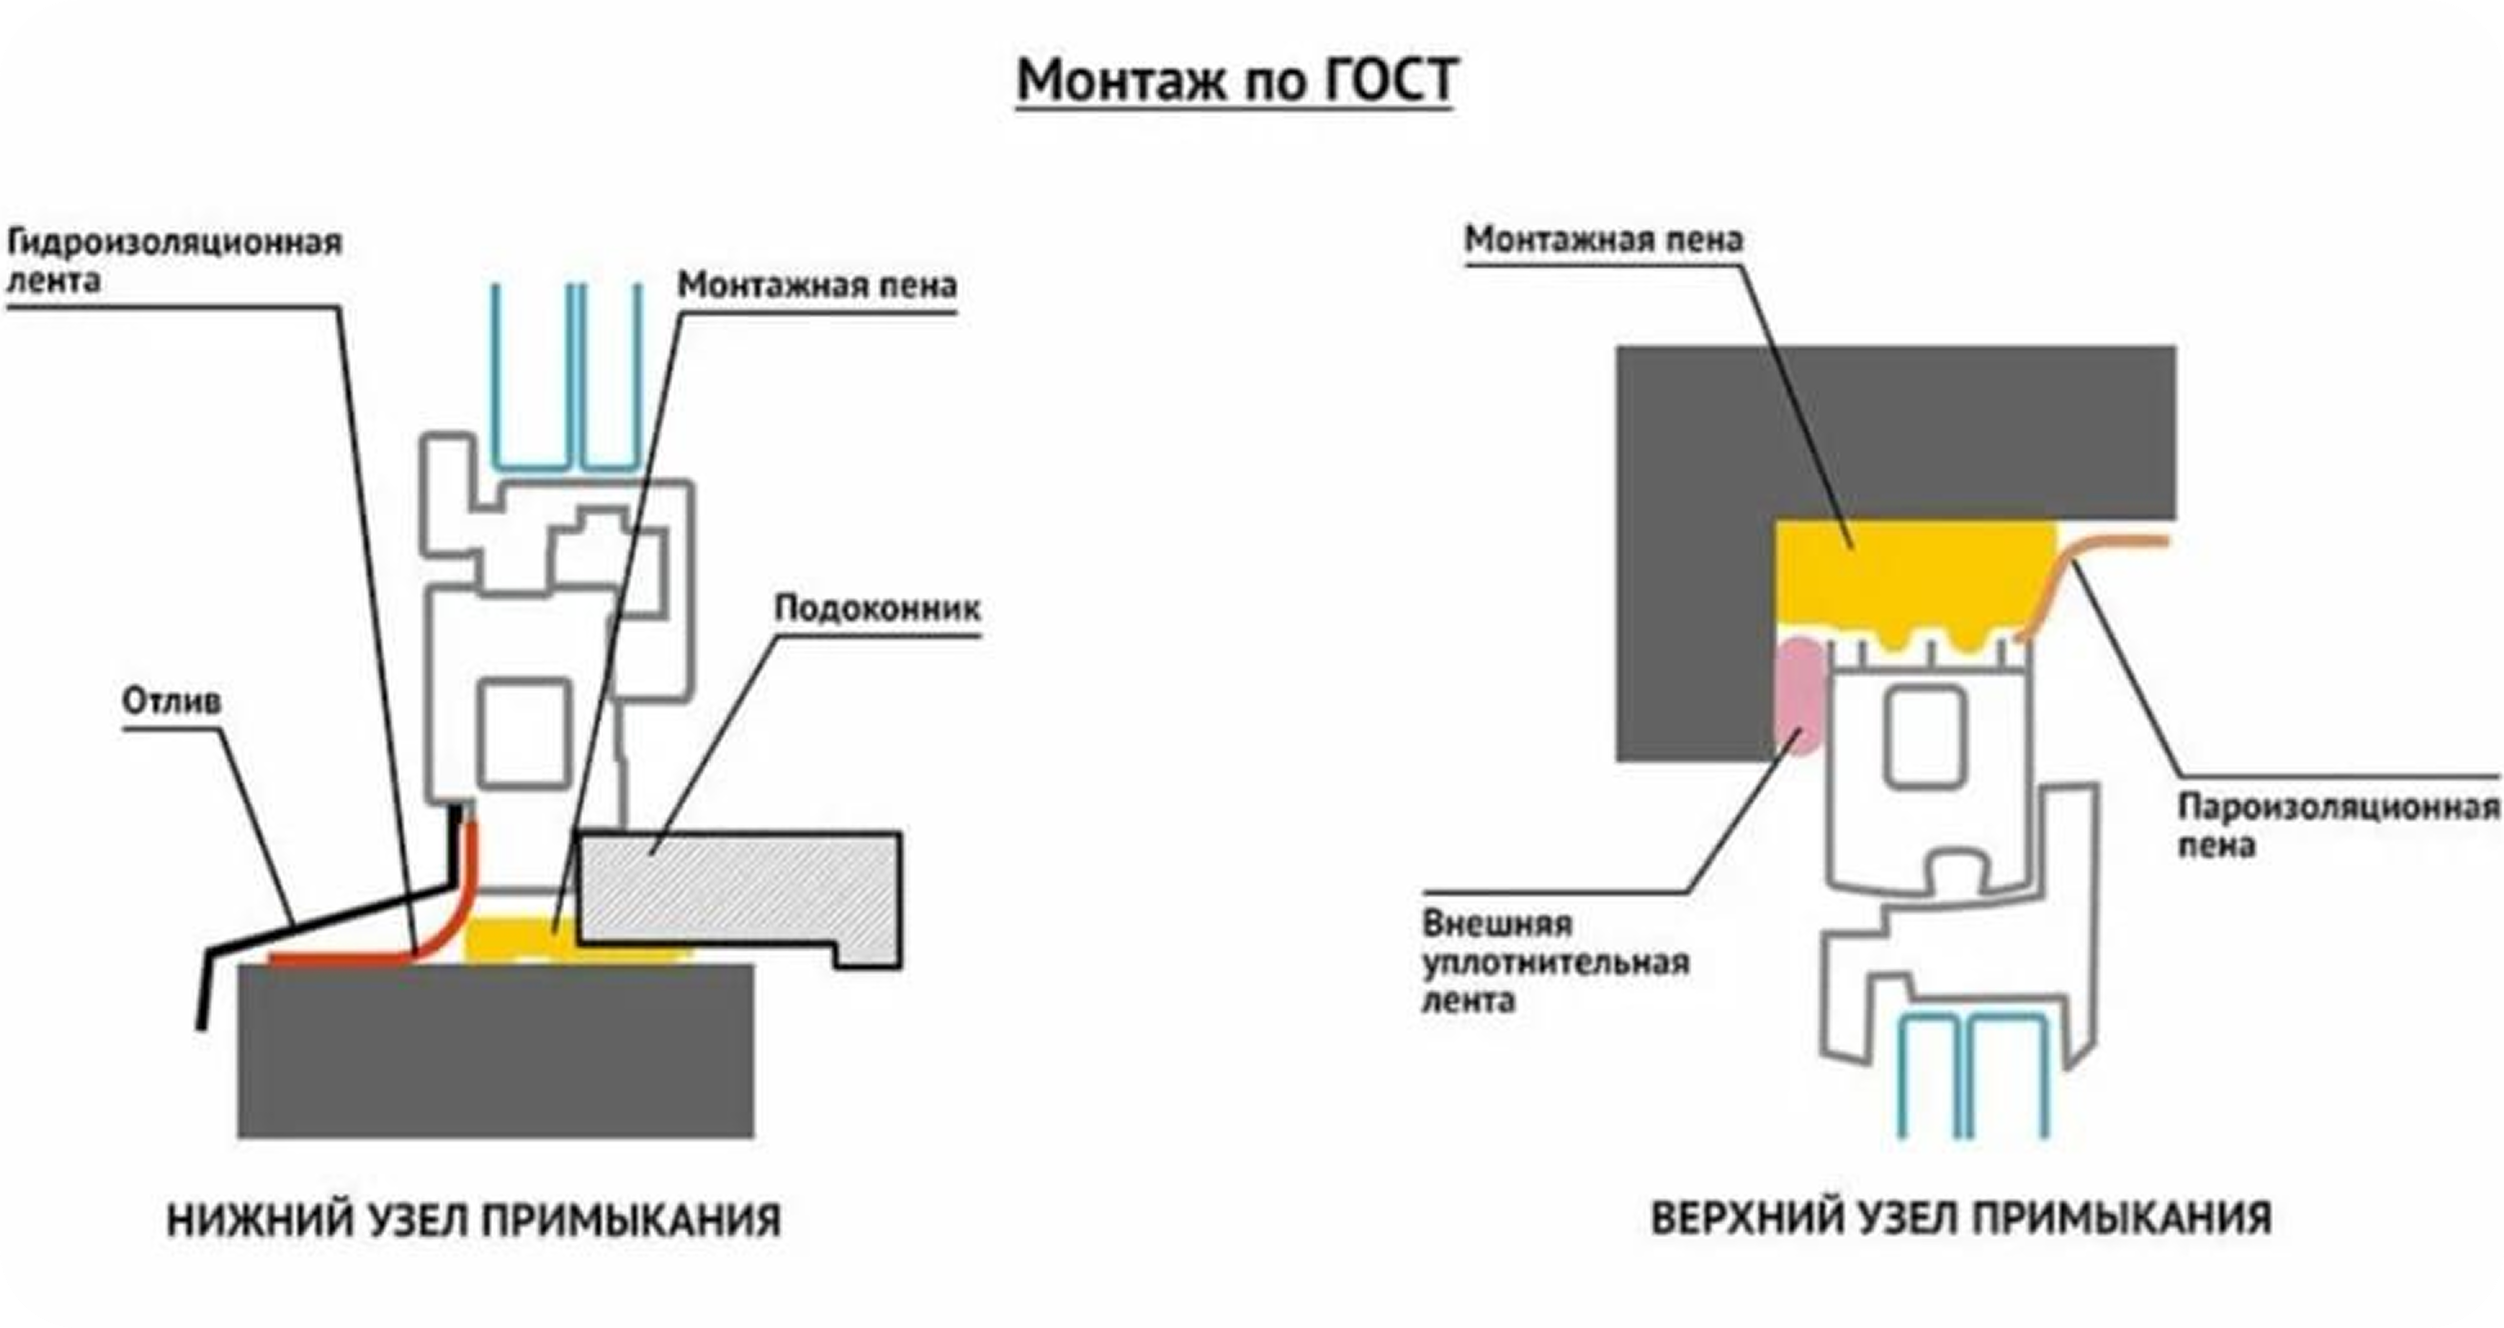 Монтаж по ГОСТ
Гидроизоляционная
лента
Монтажная пена
Подоконник
Отлив
НИЖНИЙ УЗЕЛ ПРИМЫКАНИЯ
Монтажная пена
Пароизоляционная
пена
Внешняя
уплотнительная
лента
ВЕРХНИЙ УЗЕЛ ПРИМЫКАНИЯ